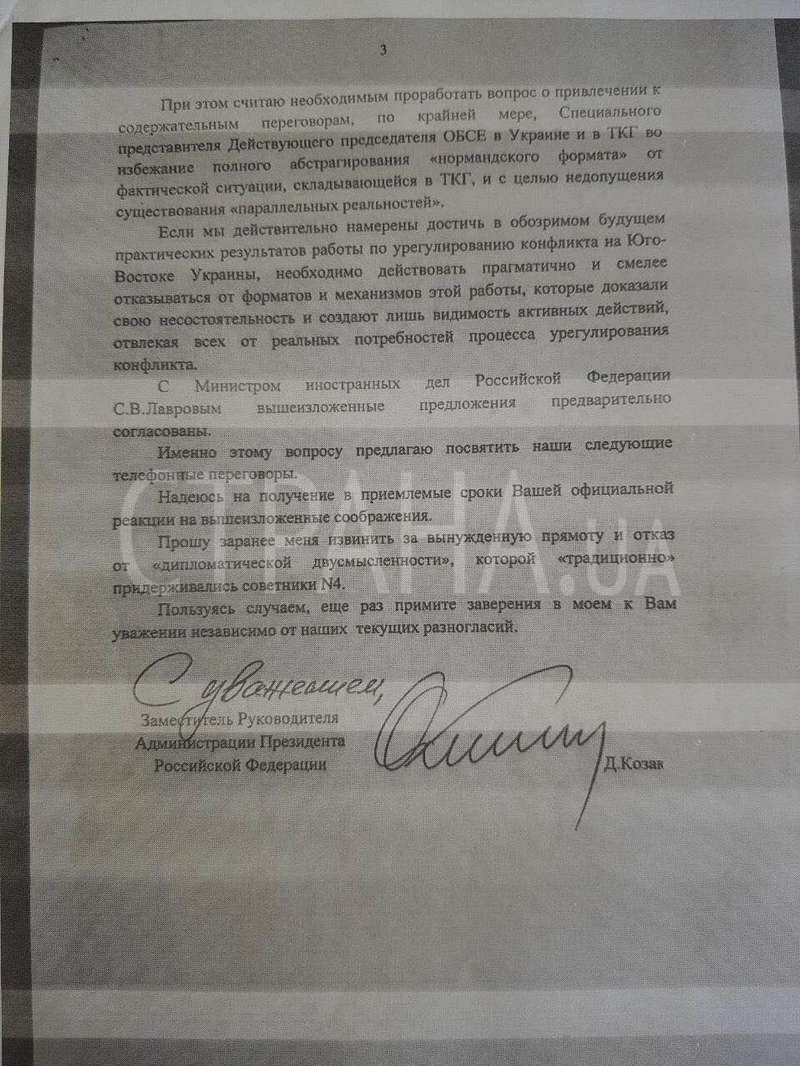 3
При этом считаю необходимым проработать вопрос о привлечении к
содержательным переговорам, по крайней мере, Специального
представителя Действующего председателя ОБСЕ в Украине и в ТКГ во
избежание полного абстрагирования «нормандского формата» от
фактической ситуации, складывающейся в ТКГ, и с целью недопущения
существования «параллельных реальностей».
Если мы действительно намерены достичь в обозримом будущем
практических результатов работы по урегулированию конфликта на Юго-
Востоке Украины, необходимо действовать прагматично и смелее
отказываться от форматов и механизмов этой работы, которые доказали
свою несостоятельность и создают лишь видимость активных действий,
отвлекая всех от реальных потребностей процесса урегулирования
конфликта.
С Министром иностранных дел Российской Федерации
С.В.Лавровым вышеизложенные предложения предварительно
согласованы.
Именно этому вопросу предлагаю посвятить наши следующие
телефонные переговоры.
Надеюсь на получение в приемлемые сроки Вашей официальной
реакции на вышеизложенные соображения.
Прошу заранее меня извинить за вынужденную прямоту и отказ
от «дипломатической двусмысленности», которой «традиционно»
придерживались советники N4.
Пользуясь случаем, еще раз примите заверения в моем к Вам
уважении независимо от наших текущих разногласий.
С уважением,
Заместитель Руководителя
Администрации Президента
Российской Федерации
Д.Козак
СТРАНА.UA